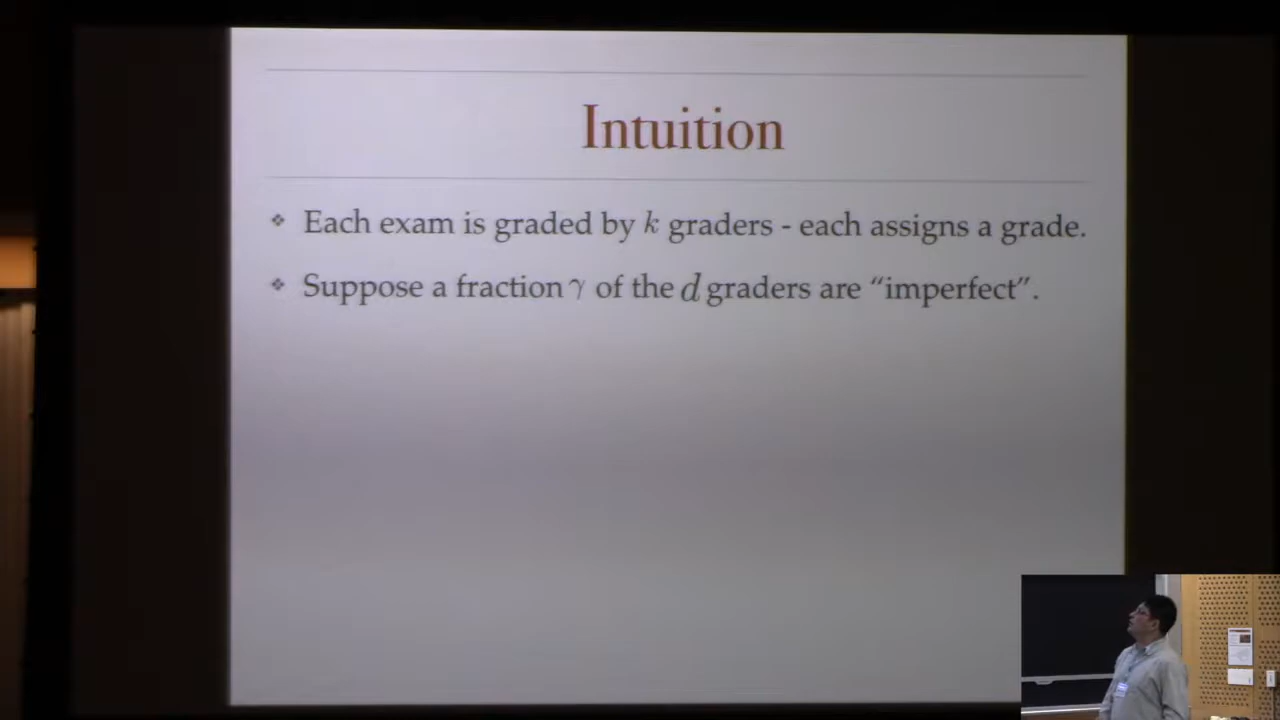 Intuition
❖ Each exam is graded by k graders - each assigns a grade.
❖ Suppose a fraction γ of the d graders are “imperfect”.